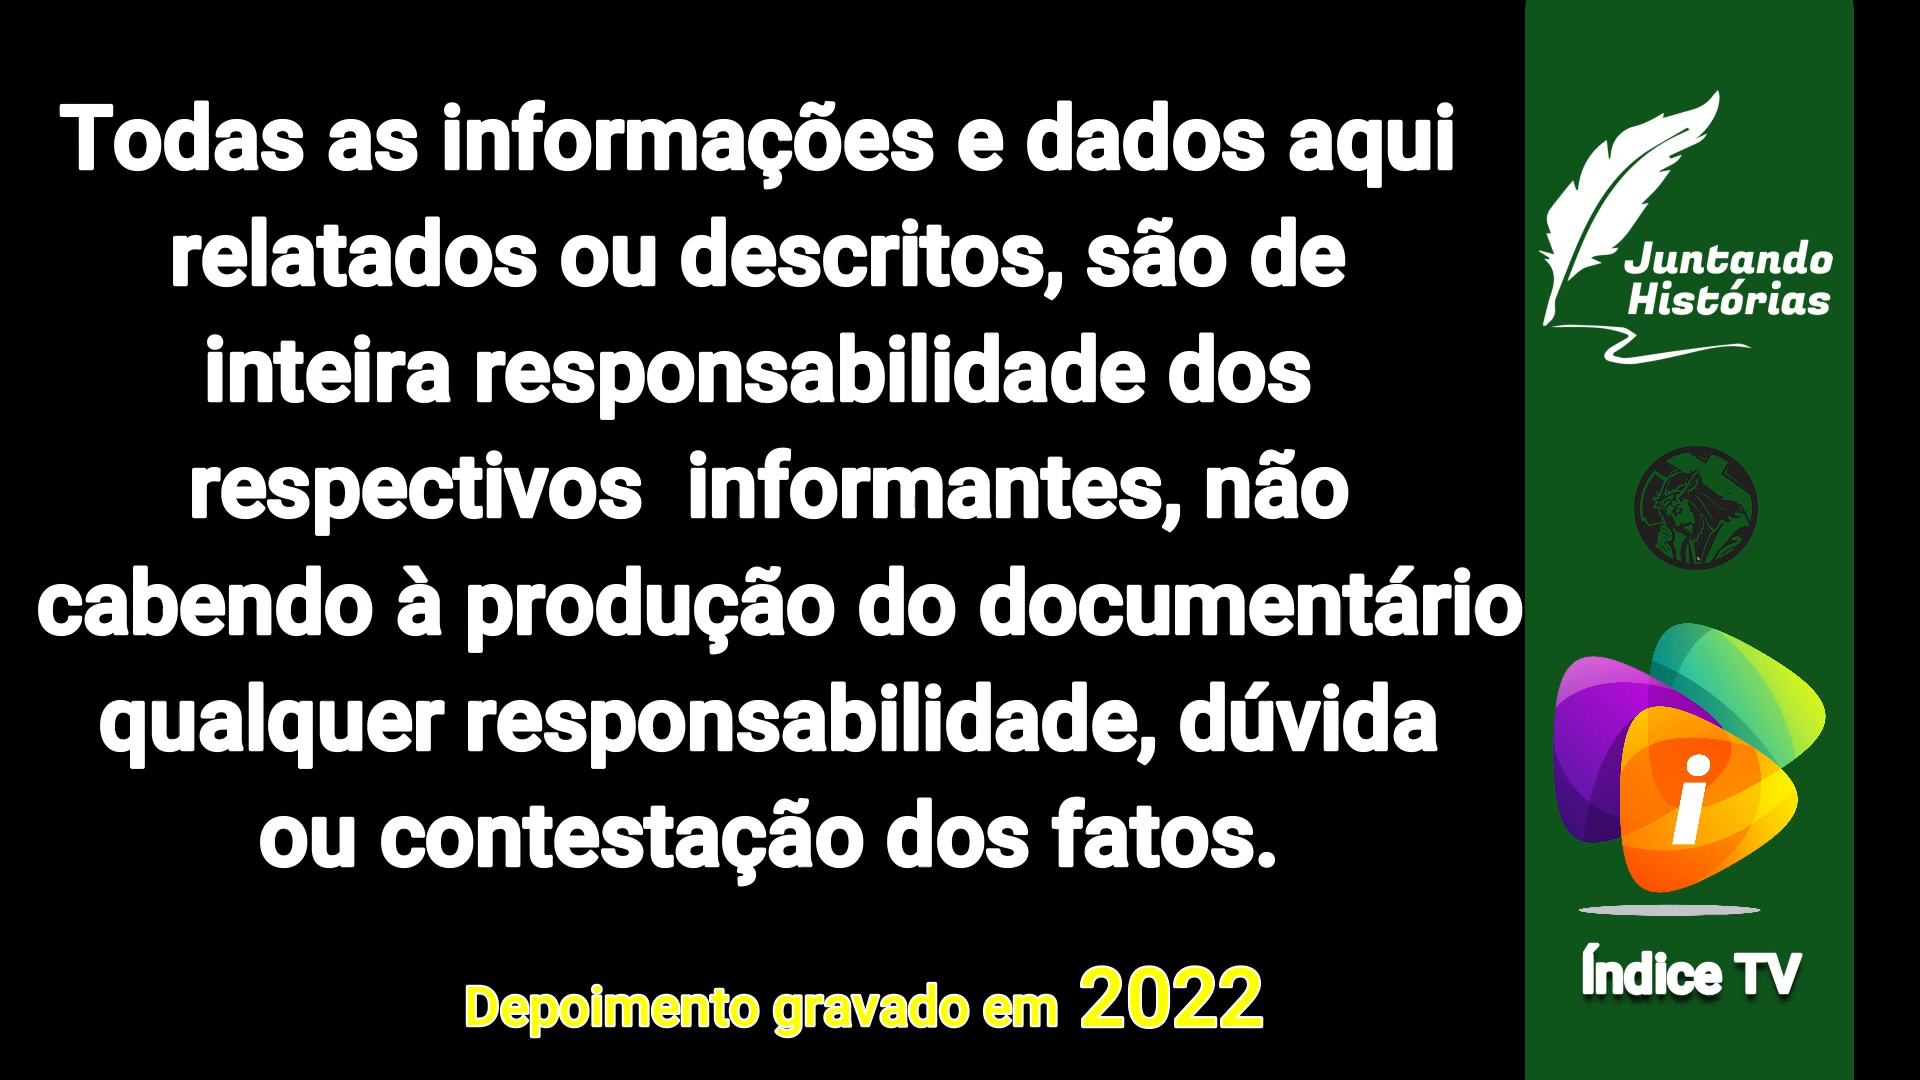 Todas as informações e dados aqui
relatados ou descritos, são de
inteira responsabilidade dos
respectivos  informantes, não
cabendo à produção do documentário
qualquer responsabilidade, dúvida
ou contestação dos fatos.
Depoimento gravado em 2022
Juntando
Histórias
i
Índice TV